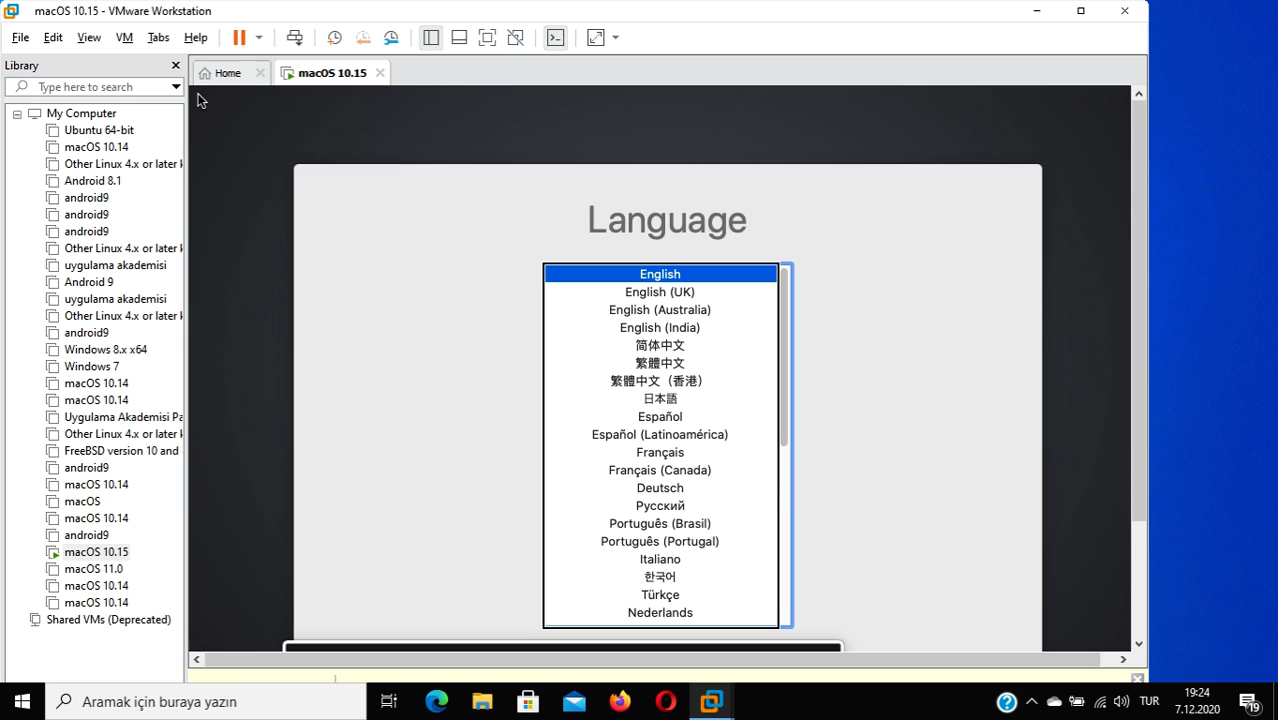 macOS 10.15 - VMware Workstation
File Edit View VM Tabs Help
Library
Type here to search
Home
macOS 10.15
My Computer
Ubuntu 64-bit
macOS 10.14
Other Linux 4.x or later k
Android 8.1
android9
android9
android9
Other Linux 4.x or later k
uygulama akademisi
Android 9
uygulama akademisi
Other Linux 4.x or later k
android9
Windows 8.x x64
Windows 7
macOS 10.14
macOS 10.14
Uygulama Akademisi Pa
Other Linux 4.x or later k
FreeBSD version 10 and
android9
macOS 10.14
macOS
macOS 10.14
android9
macOS 10.15
macOS 11.0
macOS 10.14
macOS 10.14
Shared VMs (Deprecated)
Language
English
English (UK)
English (Australia)
English (India)
简体中文
繁體中文
繁體中文（香港）
日本語
Español
Español (Latinoamérica)
Français
Français (Canada)
Deutsch
Русский
Português (Brasil)
Português (Portugal)
Italiano
한국어
Türkçe
Nederlands
Aramak için buraya yazın
TUR
19:24
7.12.2020
19